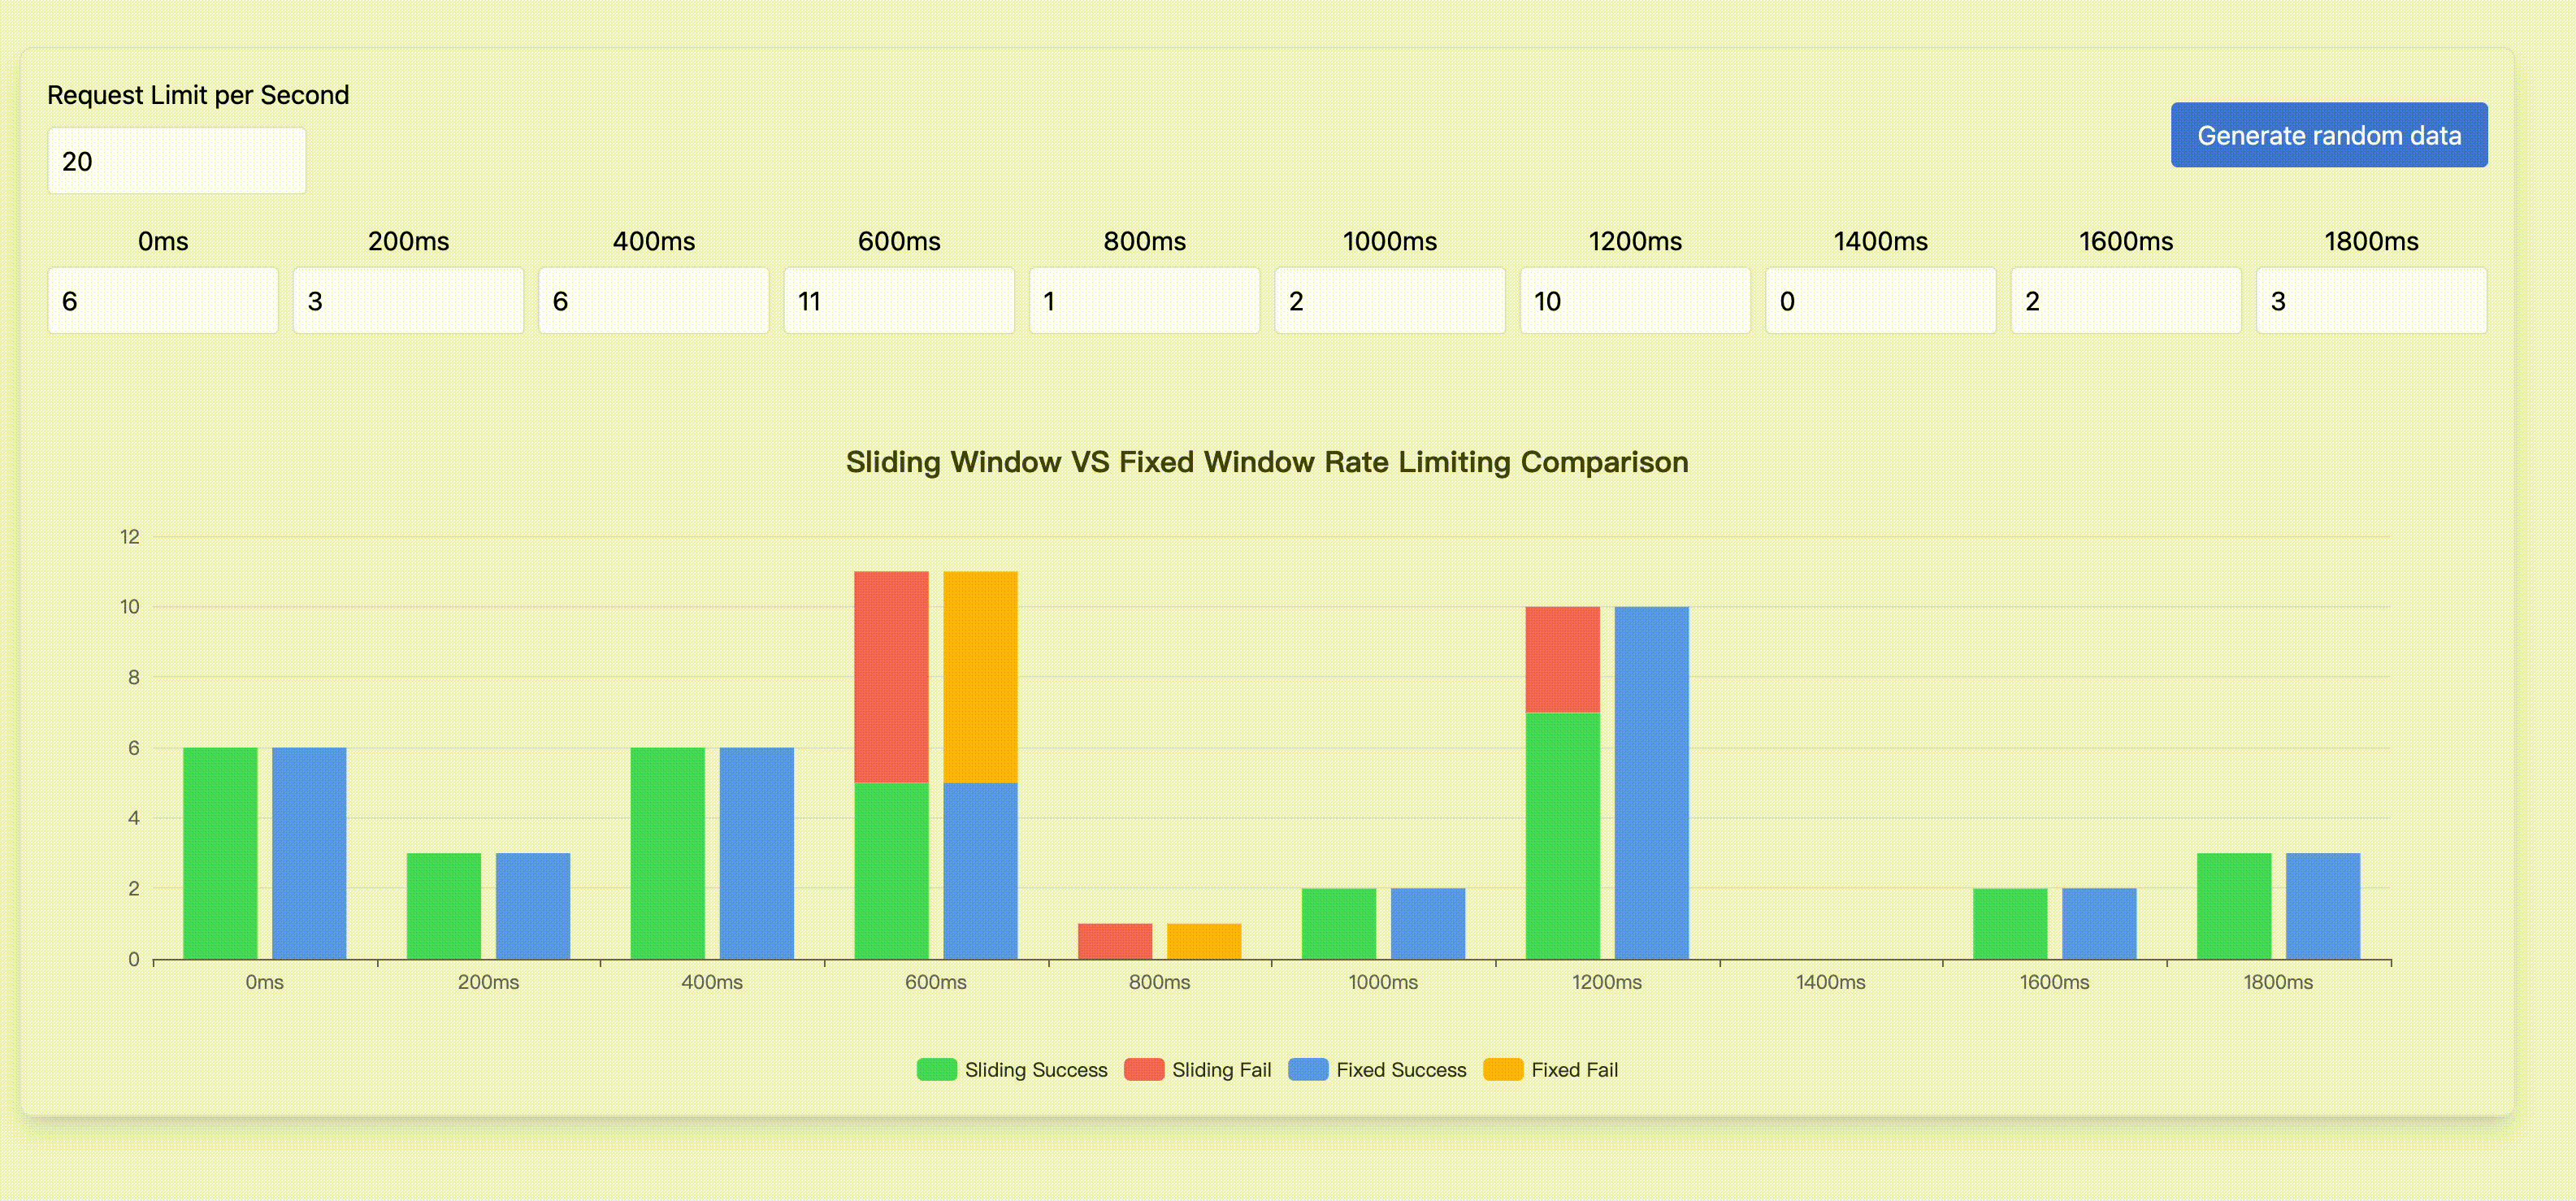 Request Limit per Second
20
Generate random data
0ms 200ms 400ms 600ms 800ms 1000ms 1200ms 1400ms 1600ms 1800ms
6 3 6 11 1 2 10 0 2 3
Sliding Window VS Fixed Window Rate Limiting Comparison
12
10
8
6
4
2
0
0ms 200ms 400ms 600ms 800ms 1000ms 1200ms 1400ms 1600ms 1800ms
Sliding Success Sliding Fail Fixed Success Fixed Fail